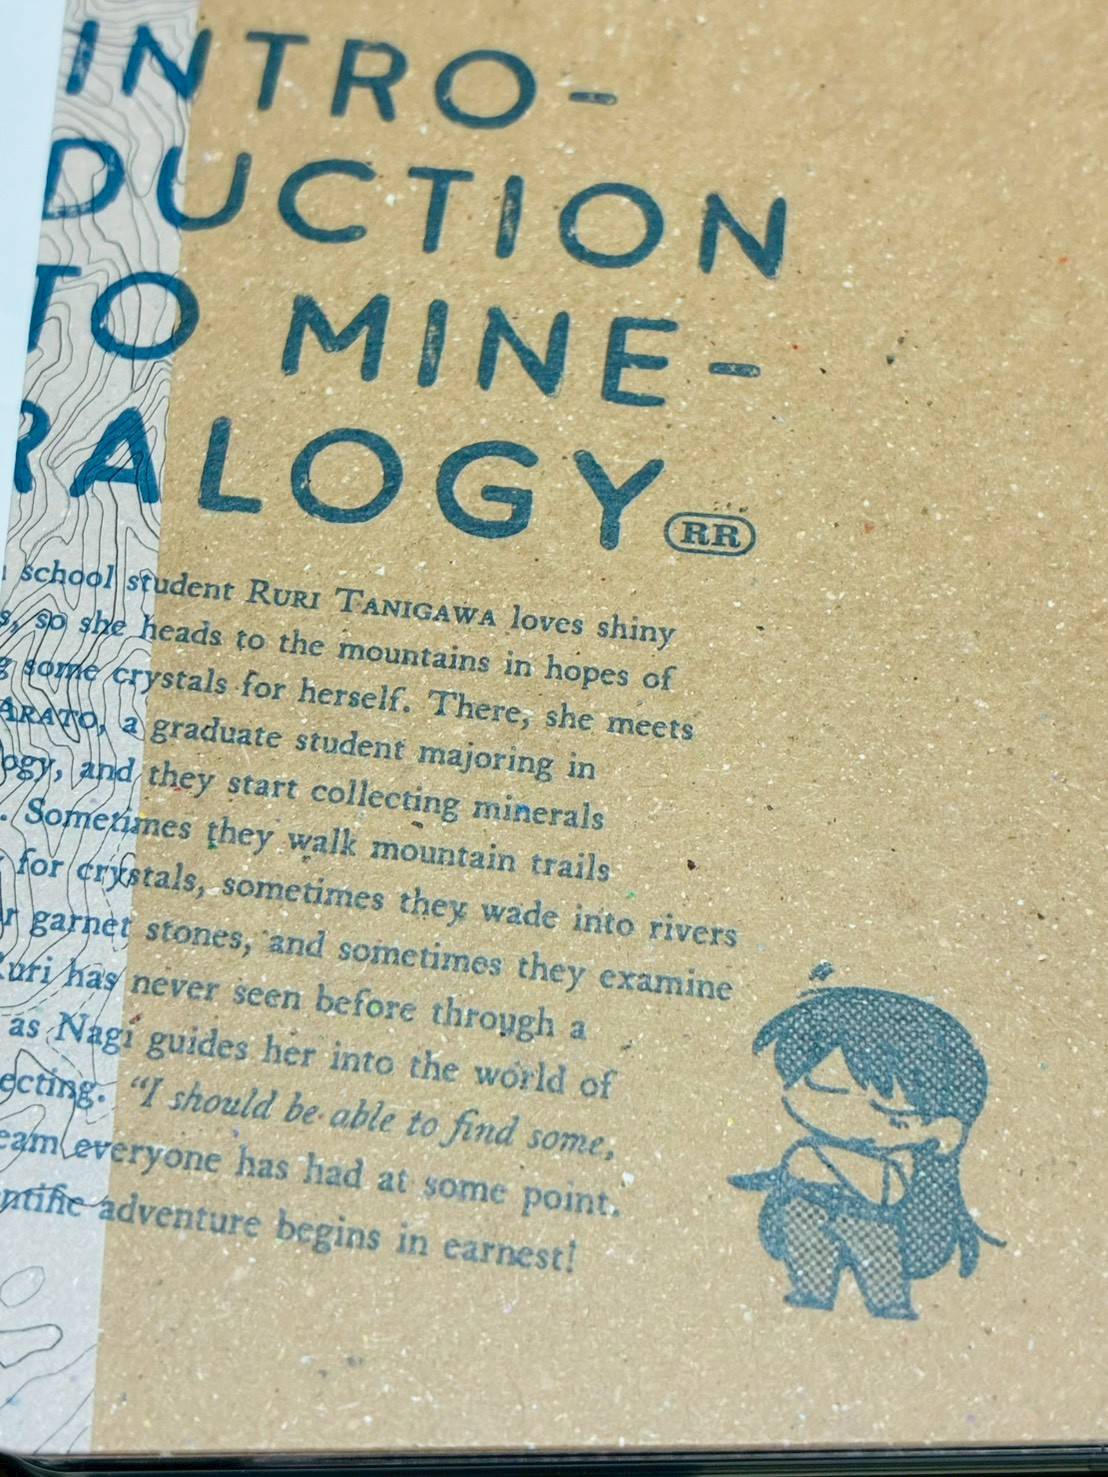 INTRO-
DUCTION
TO MINE-
RALOGY RR
school student RURI TANIGAWA loves shiny
so she heads to the mountains in hopes of
some crystals for herself. There, she meets
ARATO, a graduate student majoring in
and they start collecting minerals
. Sometimes they walk mountain trails
for crystals, sometimes they wade into rivers
garnet stones, and sometimes they examine
Ruri has never seen before through a
as Nagi guides her into the world of
“I should be able to find some,
everyone has had at some point.
adventure begins in earnest!